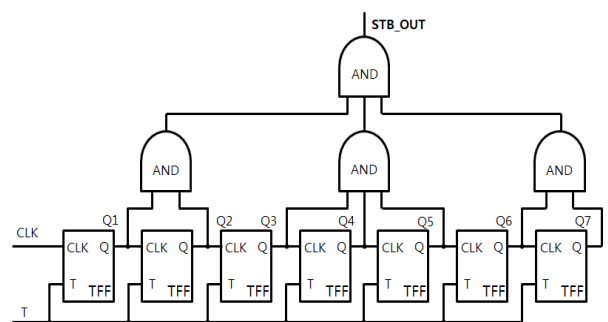 STB_OUT
AND
AND AND AND
CLK Q1 Q2 Q3 Q4 Q5 Q6 Q7
CLK Q CLK Q CLK Q CLK Q CLK Q CLK Q CLK Q
T T T T T T T
TFF TFF TFF TFF TFF TFF TFF
T